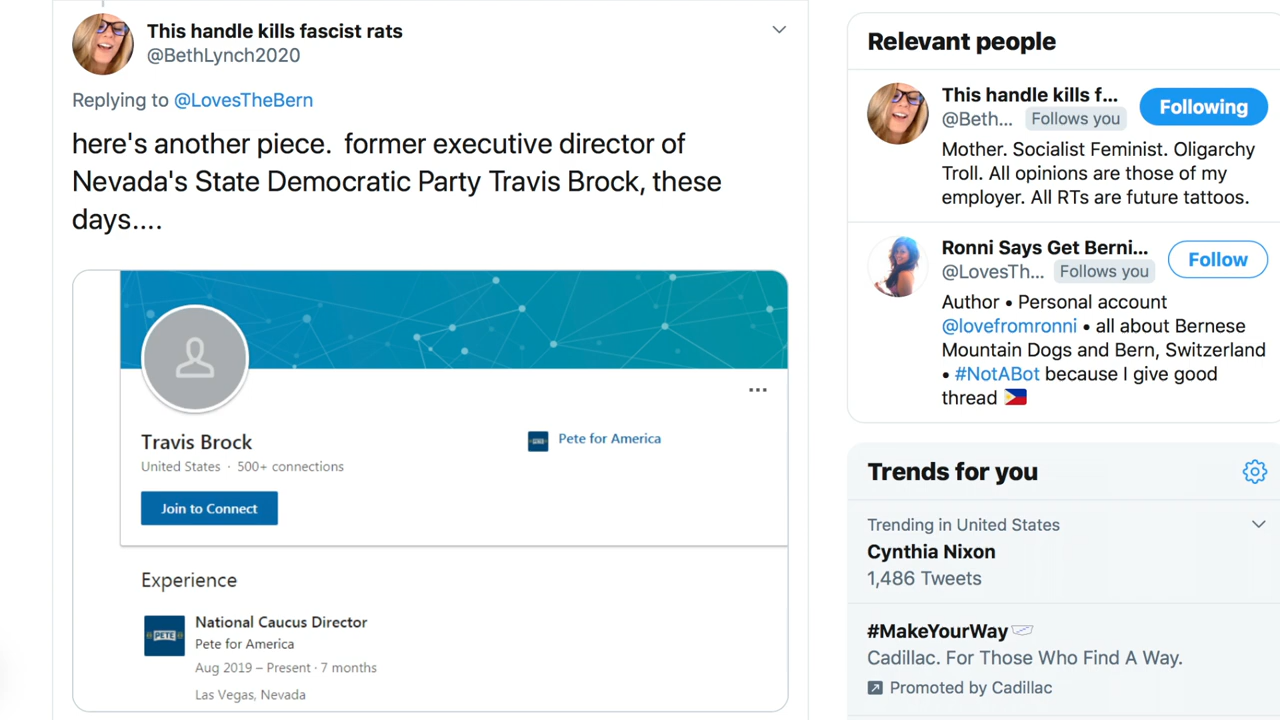 This handle kills fascist rats
@BethLynch2020
Replying to @LovesTheBern
here's another piece.  former executive director of
Nevada's State Democratic Party Travis Brock, these
days....
Travis Brock
United States · 500+ connections
Join to Connect
Pete for America
Experience
PETE
National Caucus Director
Pete for America
Aug 2019 – Present · 7 months
Las Vegas, Nevada
Relevant people
This handle kills f...
@Beth... Follows you
Following
Mother. Socialist Feminist. Oligarchy
Troll. All opinions are those of my
employer. All RTs are future tattoos.
Ronni Says Get Berni...
@LovesTh... Follows you
Follow
Author • Personal account
@lovefromronni • all about Bernese
Mountain Dogs and Bern, Switzerland
• #NotABot because I give good
thread 🇵🇭
Trends for you
Trending in United States
Cynthia Nixon
1,486 Tweets
#MakeYourWay
Cadillac. For Those Who Find A Way.
Promoted by Cadillac